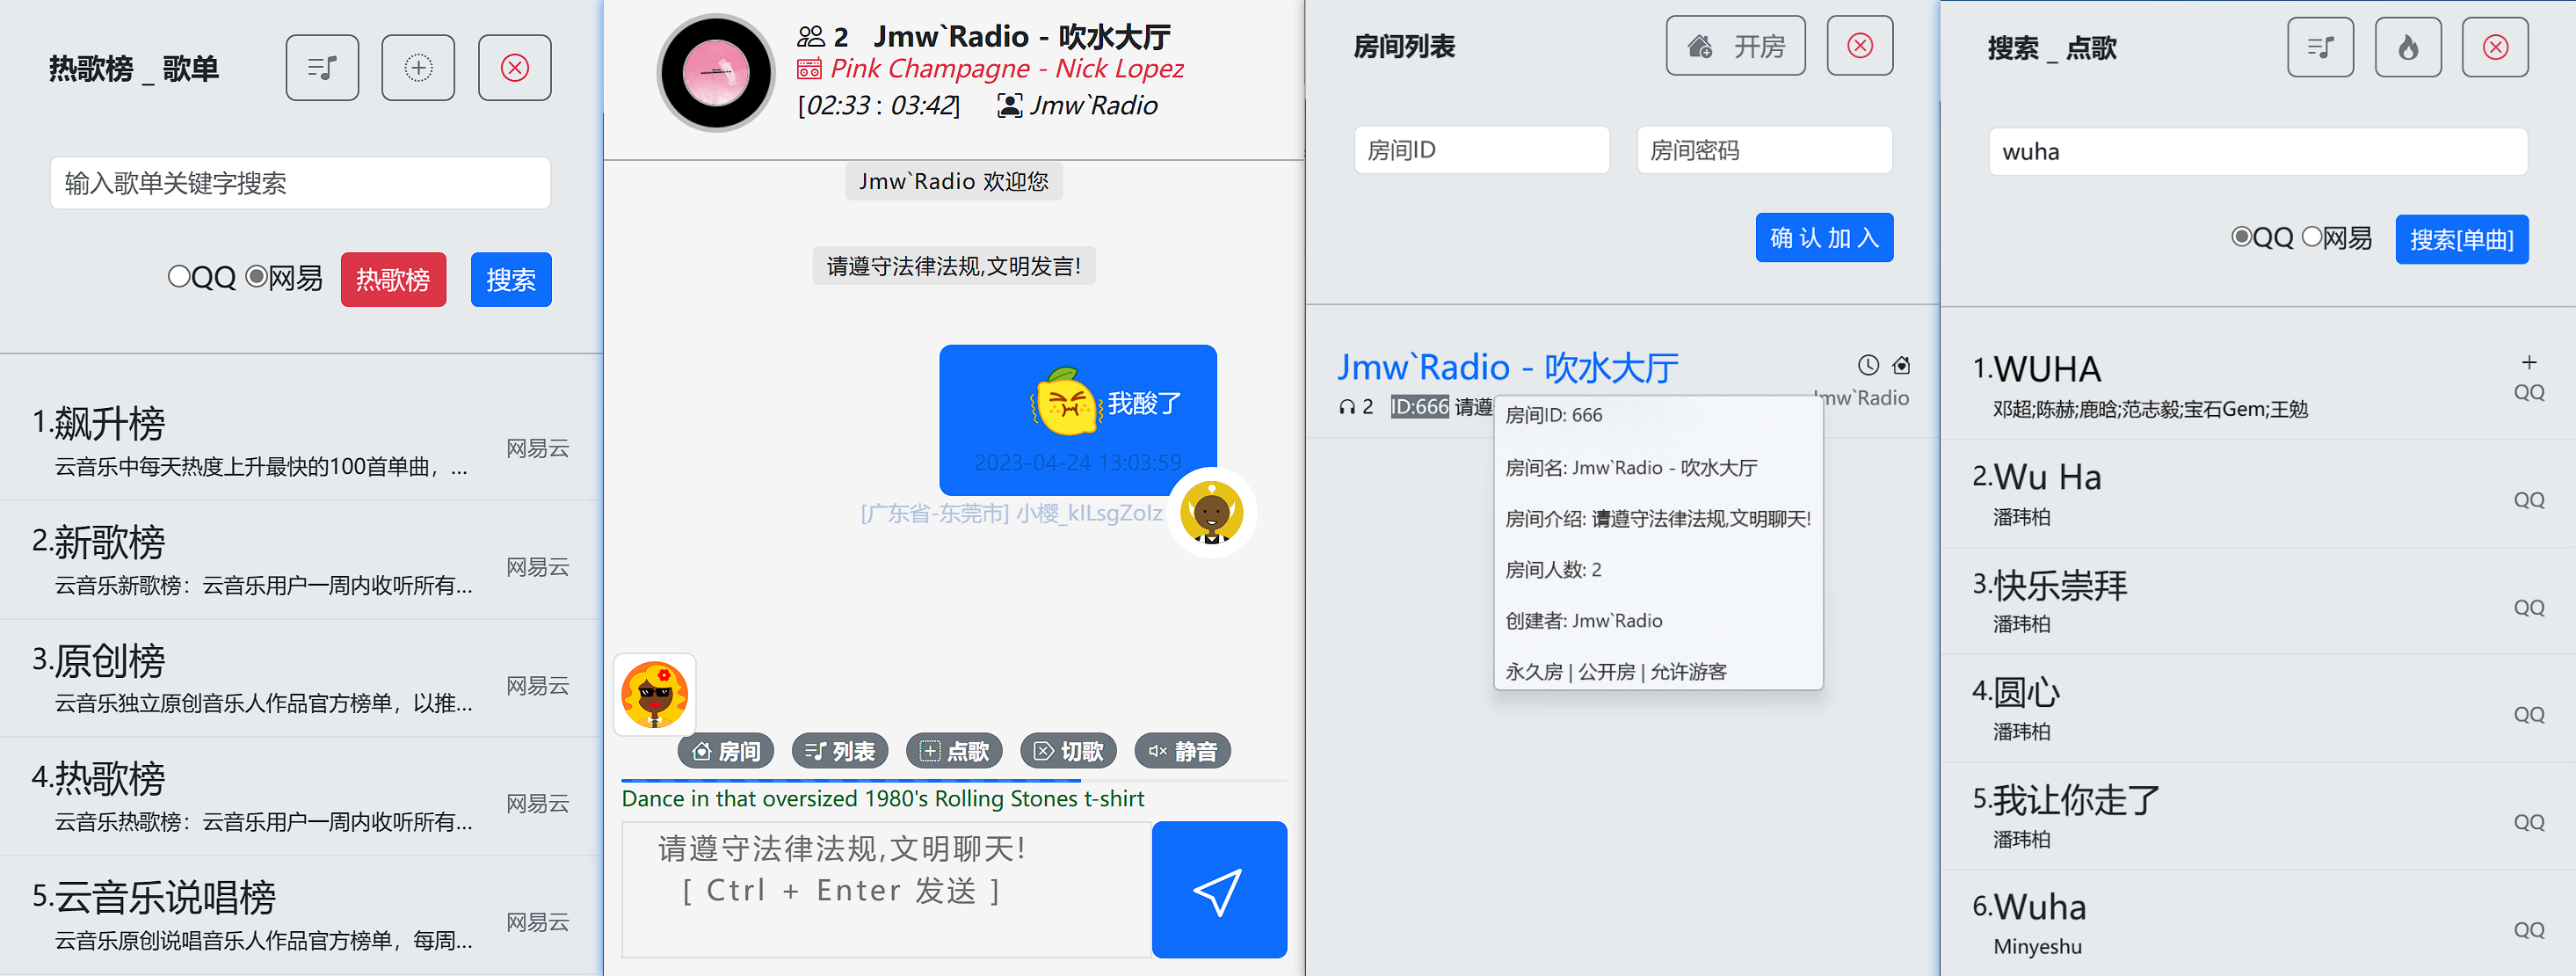 热歌榜 _ 歌单
输入歌单关键字搜索
QQ 网易 热歌榜 搜索
1.飙升榜
云音乐中每天热度上升最快的100首单曲，...
网易云
2.新歌榜
云音乐新歌榜：云音乐用户一周内收听所有...
网易云
3.原创榜
云音乐独立原创音乐人作品官方榜单，以推...
网易云
4.热歌榜
云音乐热歌榜：云音乐用户一周内收听所有...
网易云
5.云音乐说唱榜
云音乐原创说唱音乐人作品官方榜单，每周...
网易云
2 Jmw`Radio - 吹水大厅
Pink Champagne - Nick Lopez
[02:33 : 03:42] Jmw`Radio
Jmw`Radio 欢迎您
请遵守法律法规,文明发言!
我酸了
2023-04-24 13:03:59
[广东省-东莞市] 小樱_klLsgZolz
房间 列表 点歌 切歌 静音
Dance in that oversized 1980's Rolling Stones t-shirt
请遵守法律法规,文明聊天!
[ Ctrl + Enter 发送 ]
房间列表
开房
房间ID 房间密码
确认加入
Jmw`Radio - 吹水大厅
2 ID:666 请遵
Jmw`Radio
房间ID: 666
房间名: Jmw`Radio - 吹水大厅
房间介绍: 请遵守法律法规,文明聊天!
房间人数: 2
创建者: Jmw`Radio
永久房 | 公开房 | 允许游客
搜索 _ 点歌
wuha
QQ 网易 搜索[单曲]
1.WUHA
邓超;陈赫;鹿晗;范志毅;宝石Gem;王勉
QQ
2.Wu Ha
潘玮柏
QQ
3.快乐崇拜
潘玮柏
QQ
4.圆心
潘玮柏
QQ
5.我让你走了
潘玮柏
QQ
6.Wuha
Minyeshu
QQ